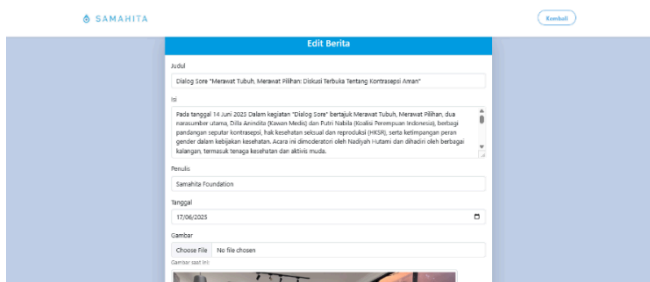 SAMAHITA
Kembali
Edit Berita
Judul
Dialog Sore "Merawat Tubuh, Merawat Pilihan: Diskusi Terbuka Tentang Kontrasepsi Aman"
Isi
Pada tanggal 14 Juni 2025 Dalam kegiatan "Dialog Sore" bertajuk Merawat Tubuh, Merawat Pilihan, dua
narasumber utama, Dilla Anindita (Kawan Medis) dan Putri Nabila (Koalisi Perempuan Indonesia), berbagi
pandangan seputar kontrasepsi, hak kesehatan seksual dan reproduksi (HKSR), serta ketimpangan peran
gender dalam kebijakan kesehatan. Acara ini dimoderatori oleh Nadiyah Hutami dan dihadiri oleh berbagai
kalangan, termasuk tenaga kesehatan dan aktivis muda.
Penulis
Samahita Foundation
Tanggal
17/06/2025
Gambar
Choose File No file chosen
Gambar saat ini: